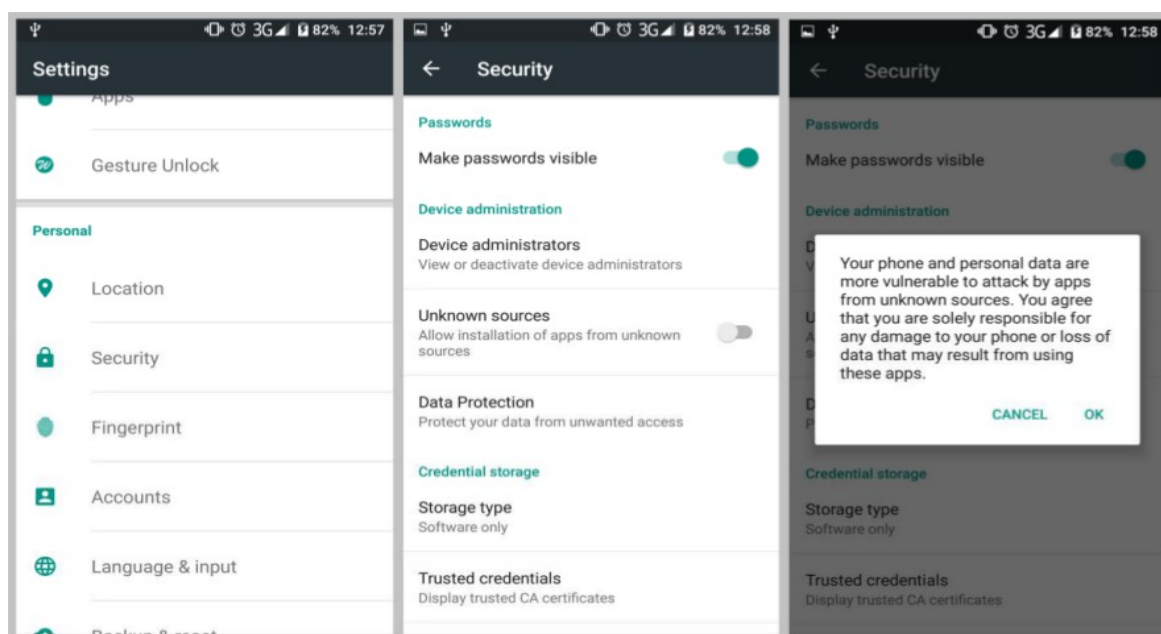 3G 82% 12:57
Settings
Apps
Gesture Unlock
Personal
Location
Security
Fingerprint
Accounts
Language & input
Backup & reset
3G 82% 12:58
Security
Passwords
Make passwords visible
Device administration
Device administrators
View or deactivate device administrators
Unknown sources
Allow installation of apps from unknown
sources
Data Protection
Protect your data from unwanted access
Credential storage
Storage type
Software only
Trusted credentials
Display trusted CA certificates
3G 82% 12:58
Security
Passwords
Make passwords visible
Device administration
Your phone and personal data are
more vulnerable to attack by apps
from unknown sources. You agree
that you are solely responsible for
any damage to your phone or loss of
data that may result from using
these apps.
CANCEL OK
Credential storage
Storage type
Software only
Trusted credentials
Display trusted CA certificates